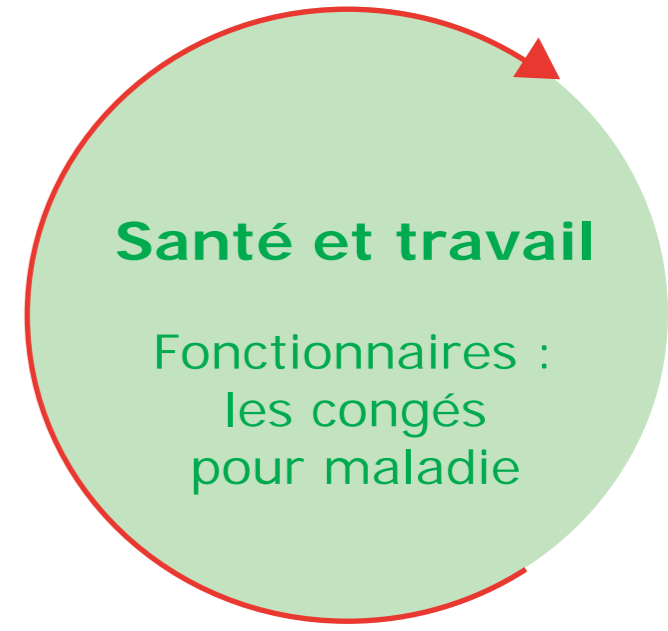 Santé et travail
Fonctionnaires :
les congés
pour maladie